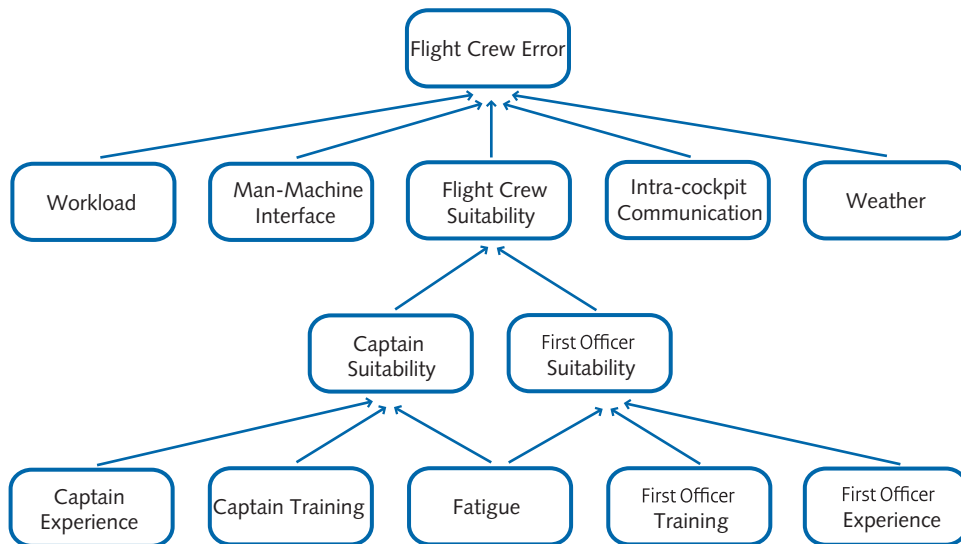 Flight Crew Error
Workload
Man-Machine
Interface
Flight Crew
Suitability
Intra-cockpit
Communication
Weather
Captain
Suitability
First Officer
Suitability
Captain
Experience
Captain Training
Fatigue
First Officer
Training
First Officer
Experience